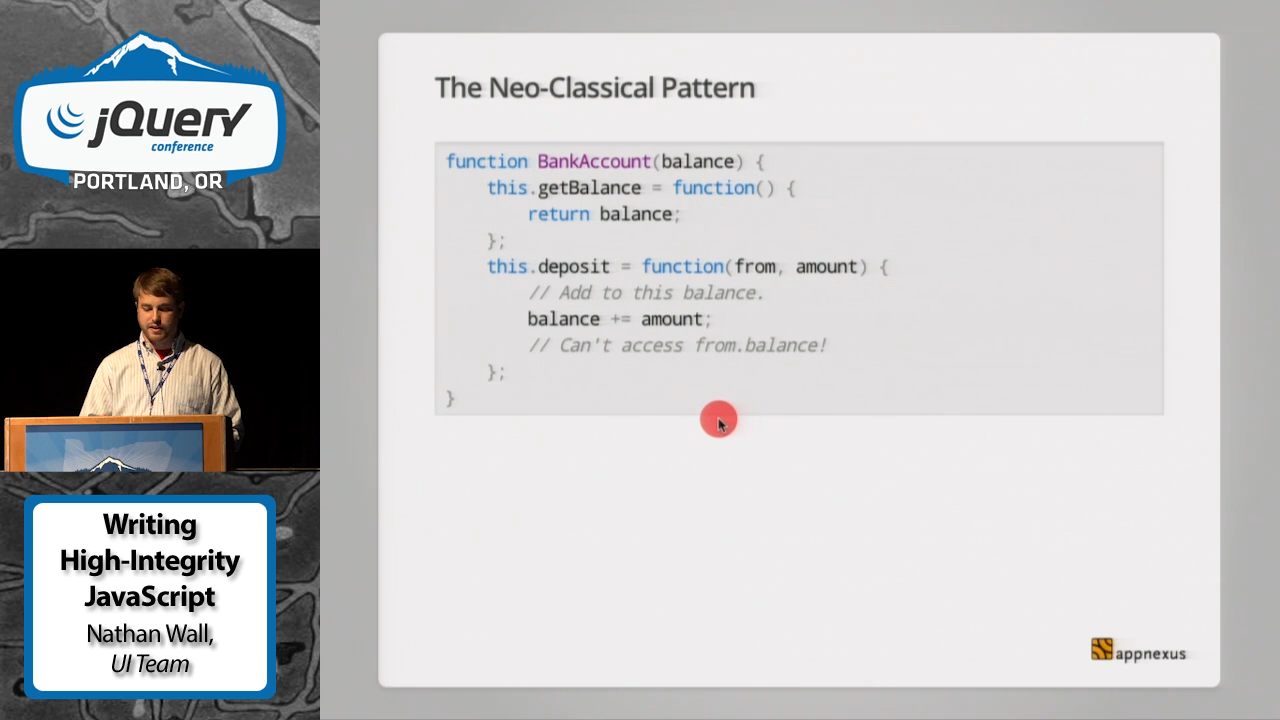 jQuery
conference
PORTLAND, OR
Writing
High-Integrity
JavaScript
Nathan Wall,
UI Team
The Neo-Classical Pattern
function BankAccount(balance) {
    this.getBalance = function() {
        return balance;
    };
    this.deposit = function(from, amount) {
        // Add to this balance.
        balance += amount;
        // Can't access from.balance!
    };
}
appnexus